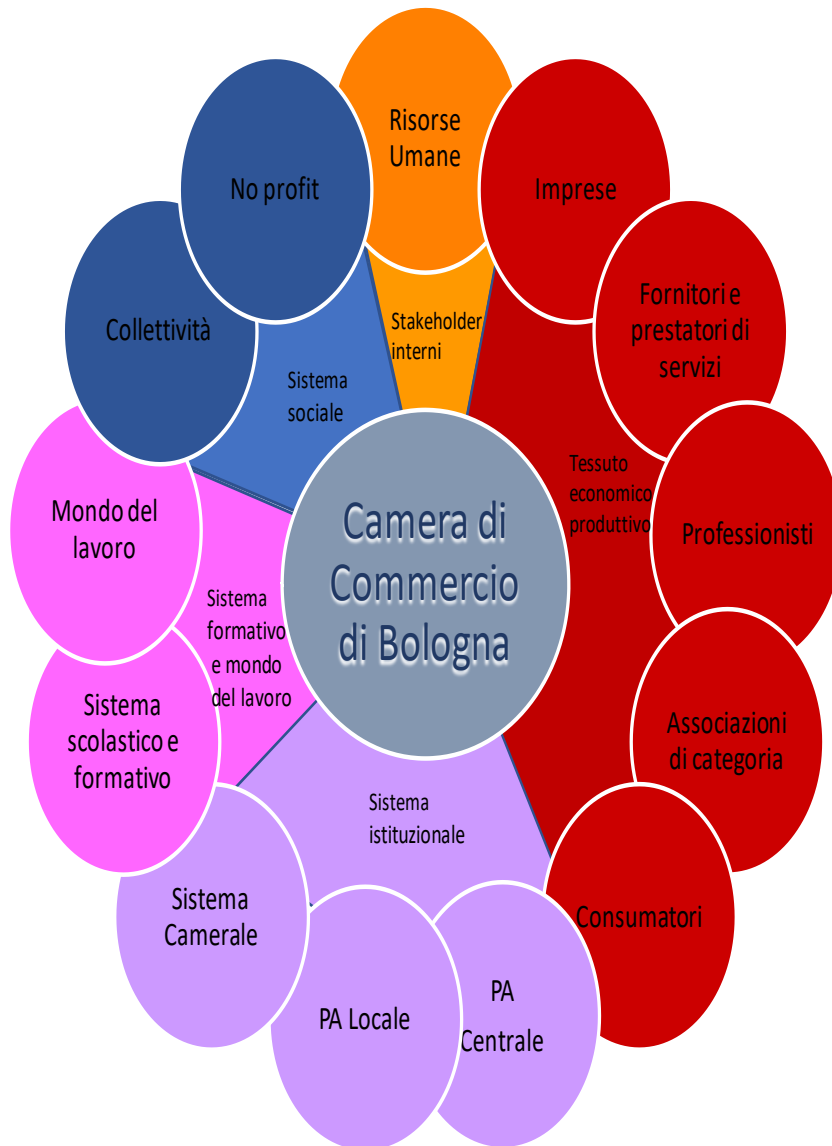 Risorse
Umane
No profit
Imprese
Fornitori e
prestatori di
servizi
Collettività
Stakeholder
interni
Sistema
sociale
Tessuto
economico
produttivo
Mondo del
lavoro
Professionisti
Camera di
Commercio
di Bologna
Sistema
formativo
e mondo
del lavoro
Sistema
scolastico e
formativo
Associazioni
di categoria
Sistema
istituzionale
Sistema
Camerale
Consumatori
PA Locale
PA
Centrale